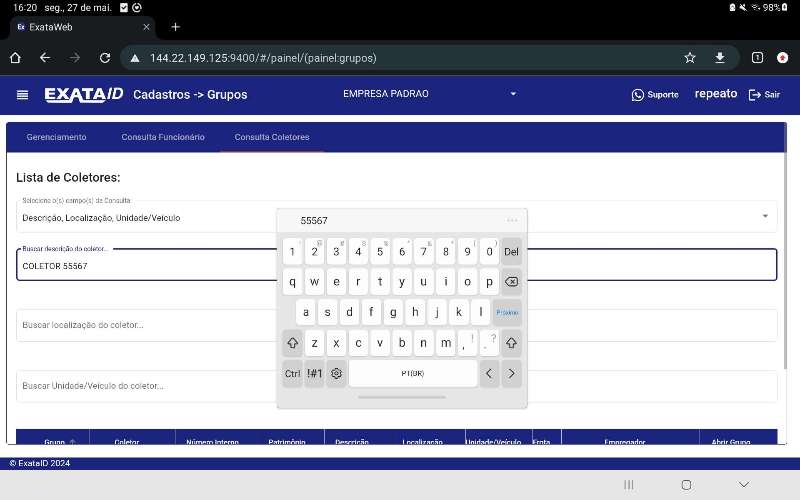 16:20 seg., 27 de mai. 98%
Ex ExataWeb
144.22.149.125:9400/#/painel/(painel:grupos)
EXATAID Cadastros -> Grupos EMPRESA PADRAO Suporte repeato Sair
Gerenciamento Consulta Funcionário Consulta Coletores
Lista de Coletores:
Selecione o(s) campo(s) da Consulta
Descrição, Localização, Unidade/Veículo
Buscar descrição do coletor...
COLETOR 55567
Buscar localização do coletor...
Buscar Unidade/Veículo do coletor...
55567 ...
1 2 3 4 5 6 7 8 9 0 Del
q w e r t y u i o p
a s d f g h j k l Próximo
z x c v b n m , ! . ?
Ctrl !#1 PT(BR) < >
Grupo Coletor Número Interno Patrimônio Descrição Localização Unidade/Veículo Frota Empregador Abrir Grupo
© ExataID 2024